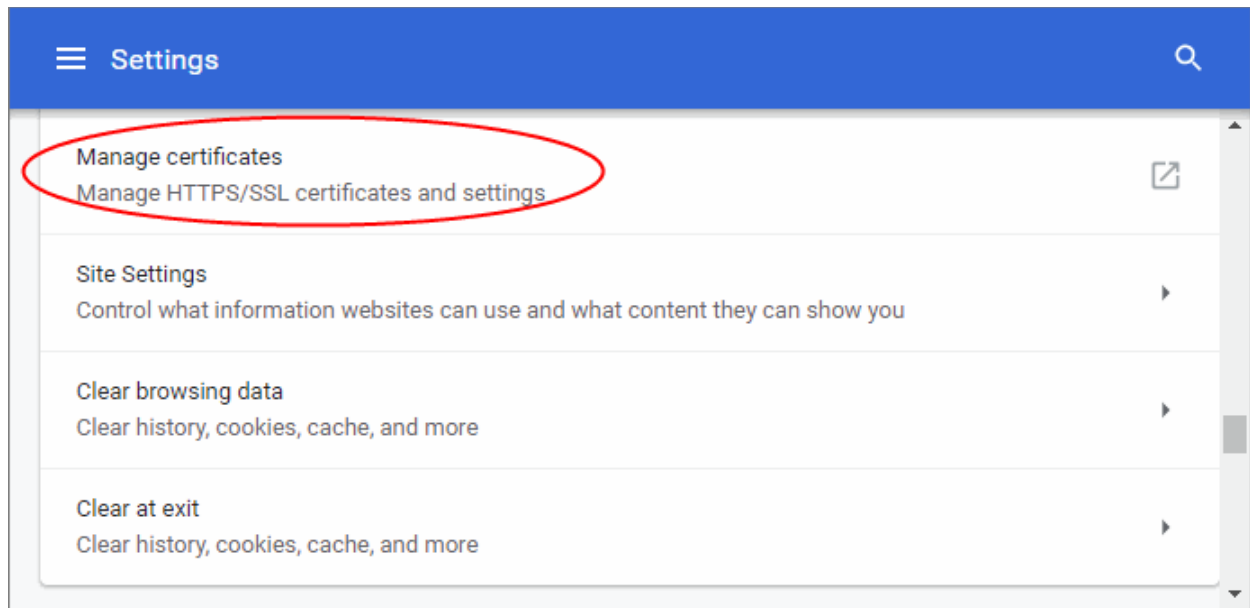 Settings
Manage certificates
Manage HTTPS/SSL certificates and settings
Site Settings
Control what information websites can use and what content they can show you
Clear browsing data
Clear history, cookies, cache, and more
Clear at exit
Clear history, cookies, cache, and more